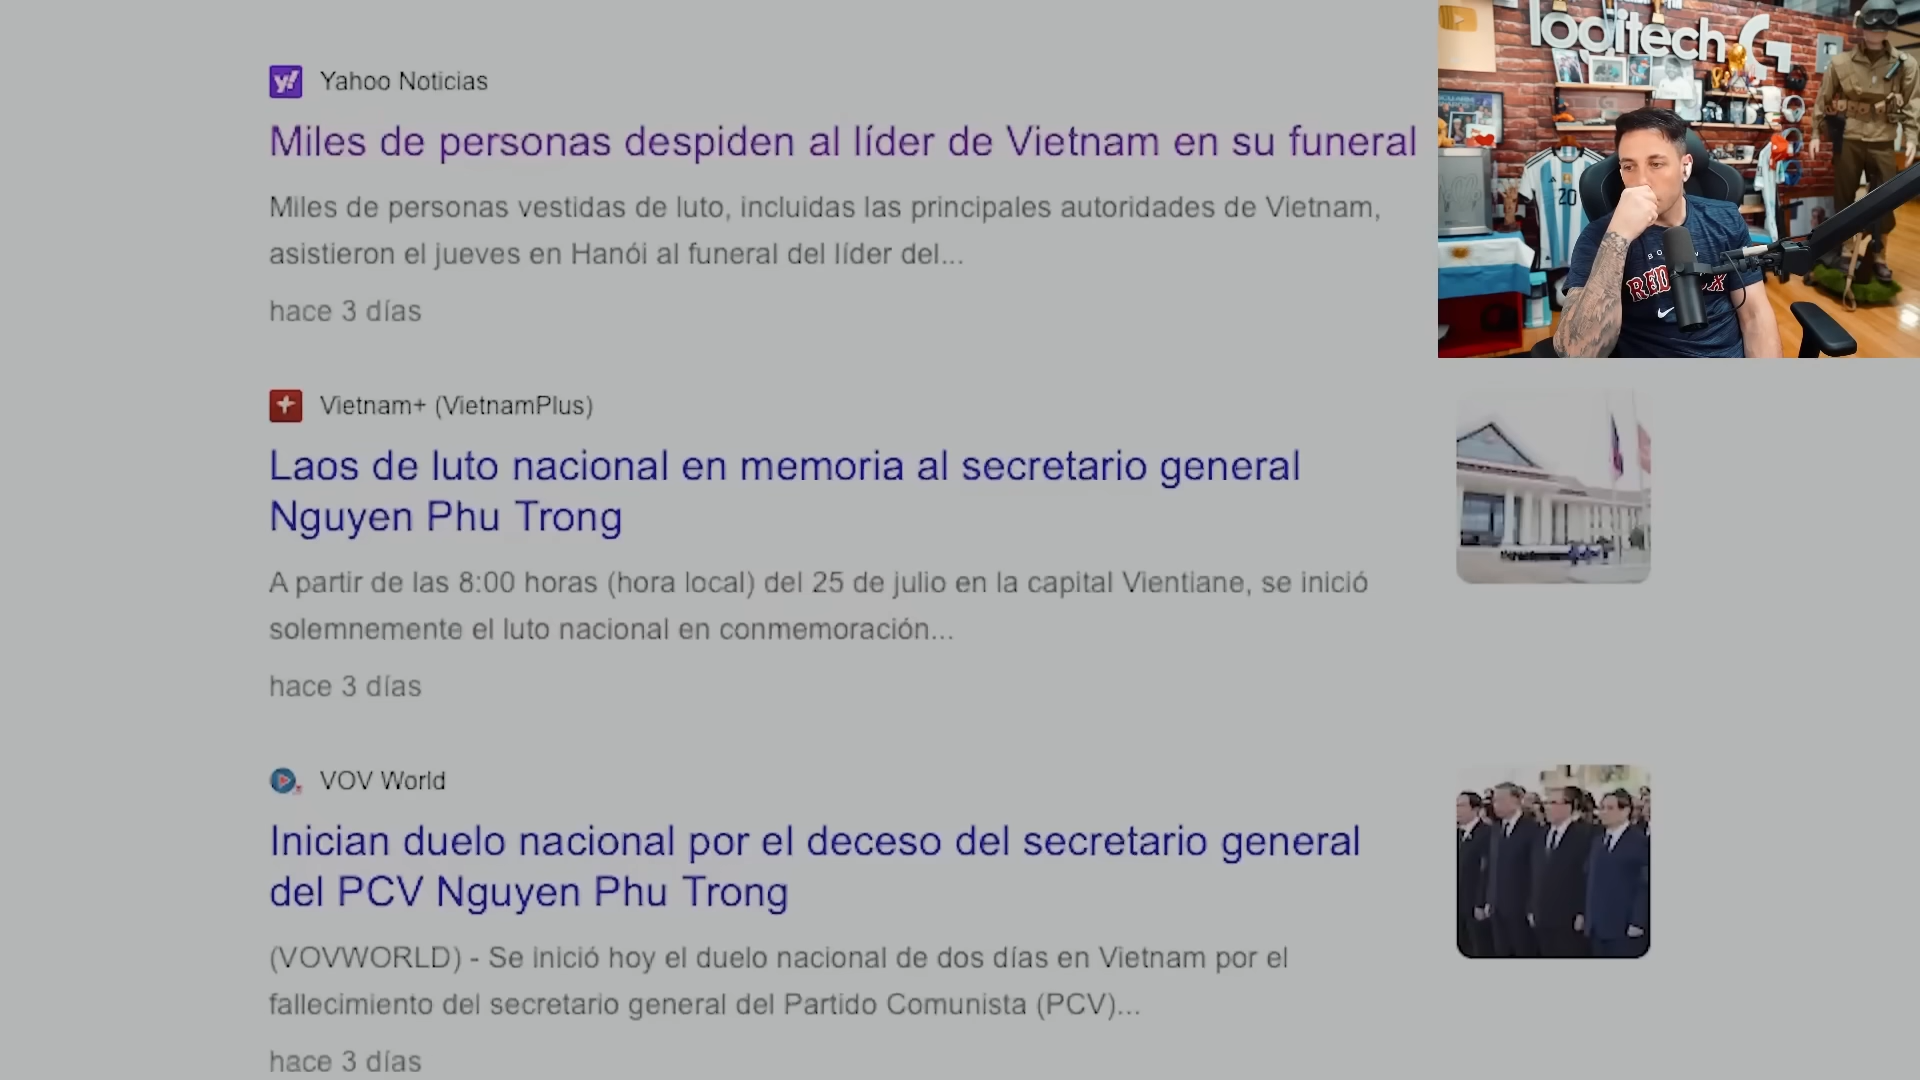 Yahoo Noticias
Miles de personas despiden al líder de Vietnam en su funeral
Miles de personas vestidas de luto, incluidas las principales autoridades de Vietnam,
asistieron el jueves en Hanói al funeral del líder del...
hace 3 días
Vietnam+ (VietnamPlus)
Laos de luto nacional en memoria al secretario general
Nguyen Phu Trong
A partir de las 8:00 horas (hora local) del 25 de julio en la capital Vientiane, se inició
solemnemente el luto nacional en conmemoración...
hace 3 días
VOV World
Inician duelo nacional por el deceso del secretario general
del PCV Nguyen Phu Trong
(VOVWORLD) - Se inició hoy el duelo nacional de dos días en Vietnam por el
fallecimiento del secretario general del Partido Comunista (PCV)...
hace 3 días
logitech G
20